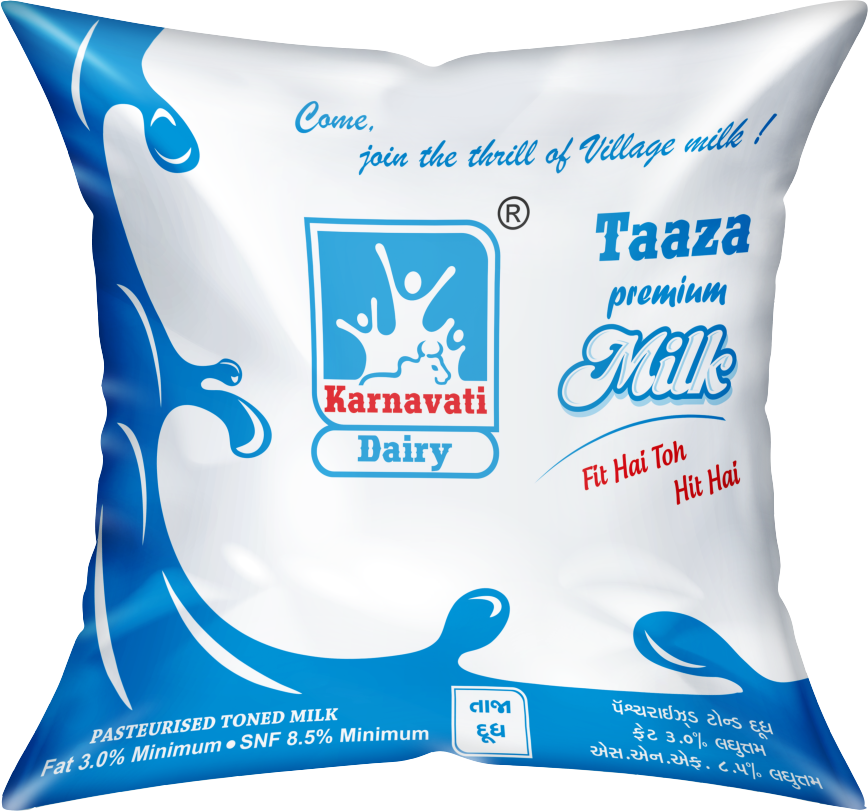 Come,
join the thrill of Village milk !
®
Karnavati
Dairy
Taaza
premium
Milk
Fit Hai Toh
Hit Hai
PASTEURISED TONED MILK
Fat 3.0% Minimum ● SNF 8.5% Minimum
તાજા
દૂધ
પૅશ્ચરાઈઝ્ડ ટોન્ડ દૂધ
ફેટ ૩.૦% લઘુત્તમ
એસ.એન.એફ. ૮.૫% લઘુત્તમ